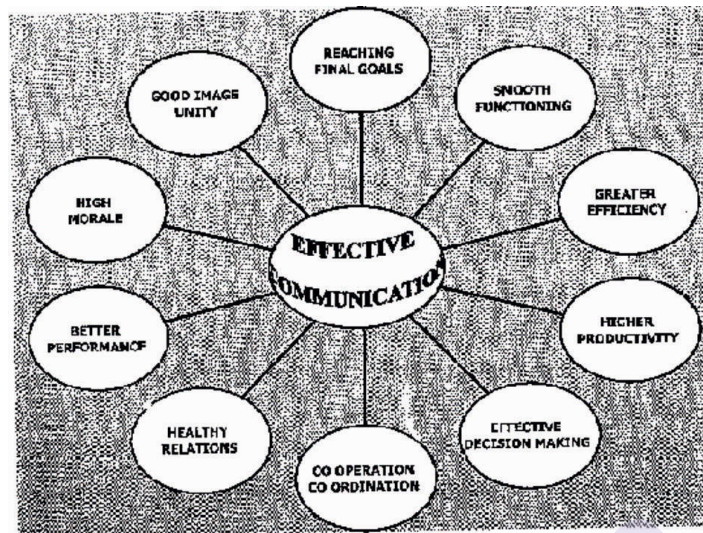 REACHING
FINAL GOALS
SMOOTH
FUNCTIONING
GREATER
EFFICIENCY
HIGHER
PRODUCTIVITY
EFFECTIVE
DECISION MAKING
CO OPERATION
CO ORDINATION
HEALTHY
RELATIONS
BETTER
PERFORMANCE
HIGH
MORALE
GOOD IMAGE
UNITY
EFFECTIVE
COMMUNICATION